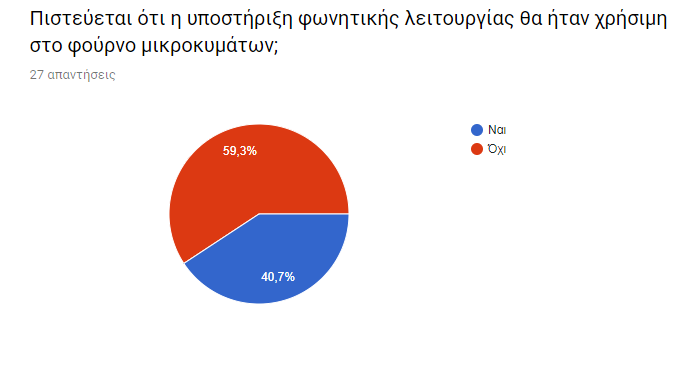 Πιστεύεται ότι η υποστήριξη φωνητικής λειτουργίας θα ήταν χρήσιμη
στο φούρνο μικροκυμάτων;
27 απαντήσεις
Ναι
Όχι
59,3%
40,7%